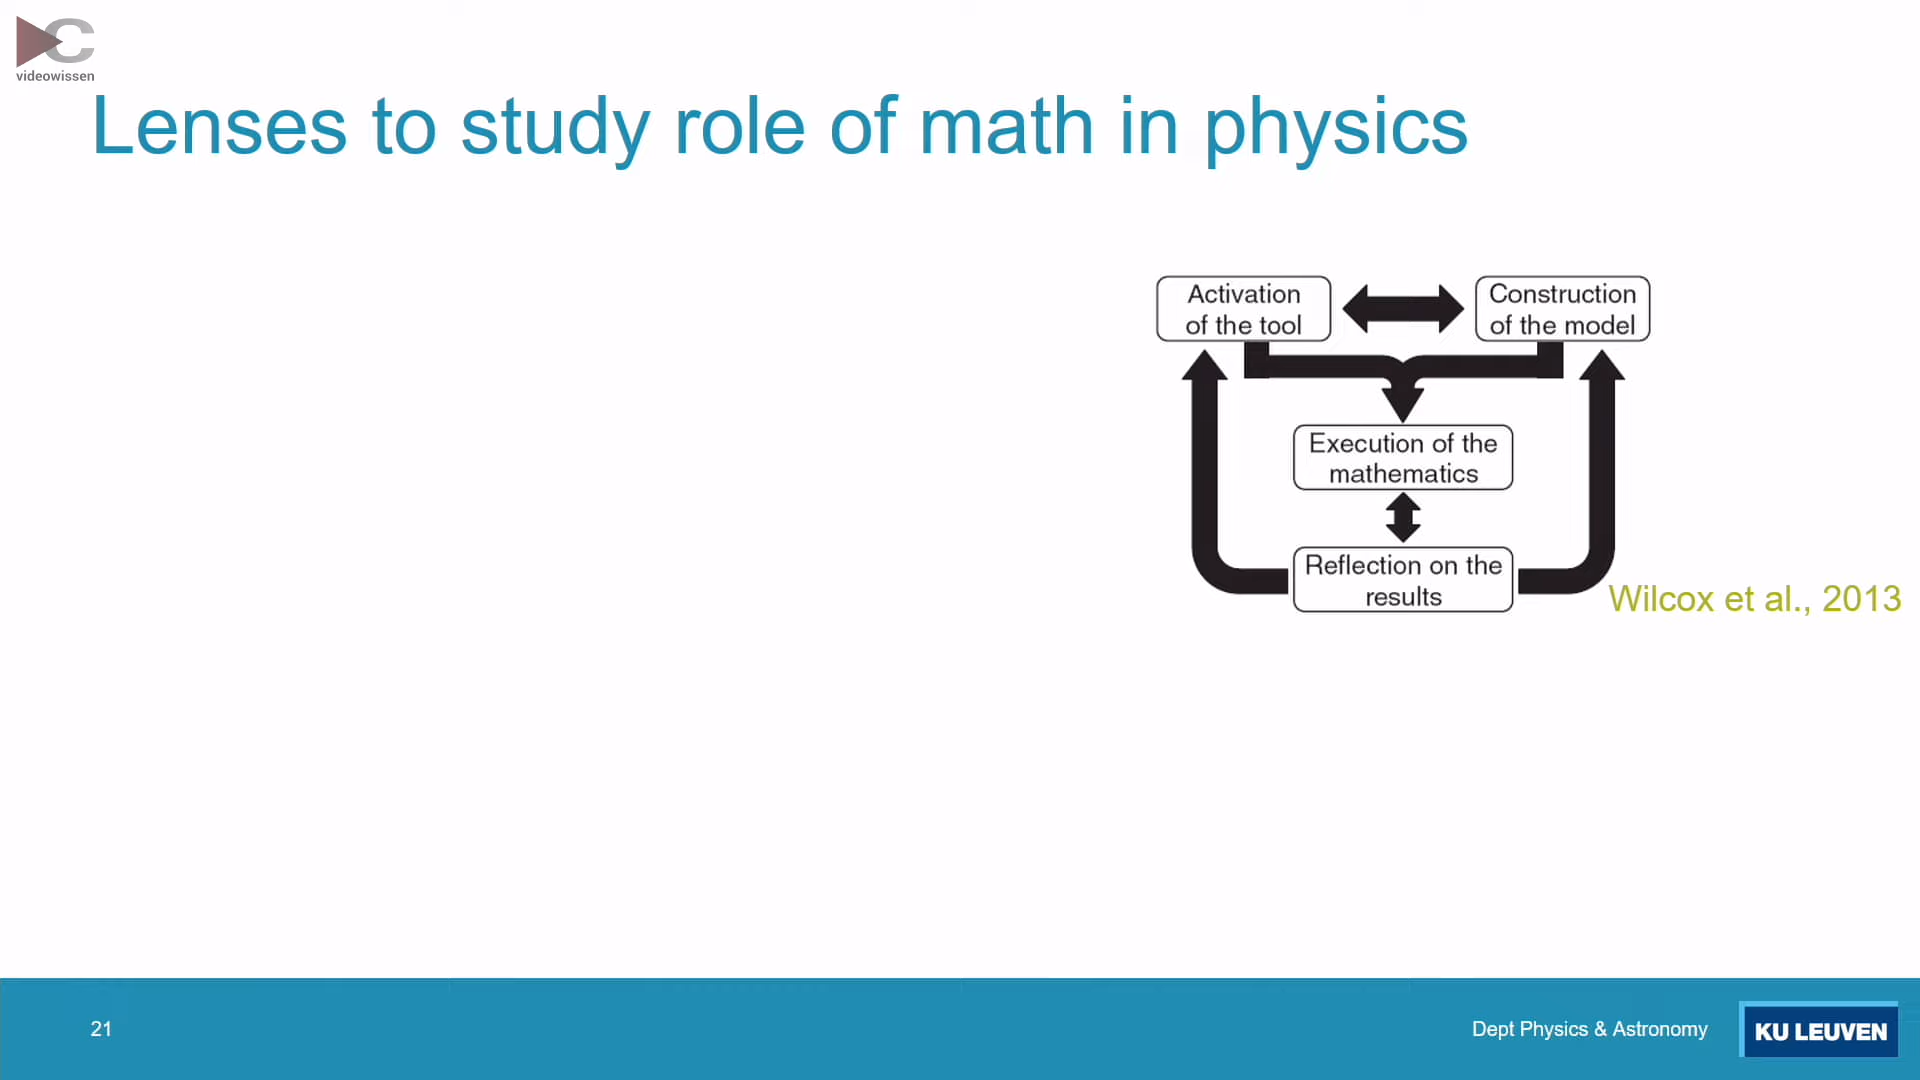 C
videowissen
Lenses to study role of math in physics
Activation
of the tool
Construction
of the model
Execution of the
mathematics
Reflection on the
results
Wilcox et al., 2013
21
Dept Physics & Astronomy
KU LEUVEN